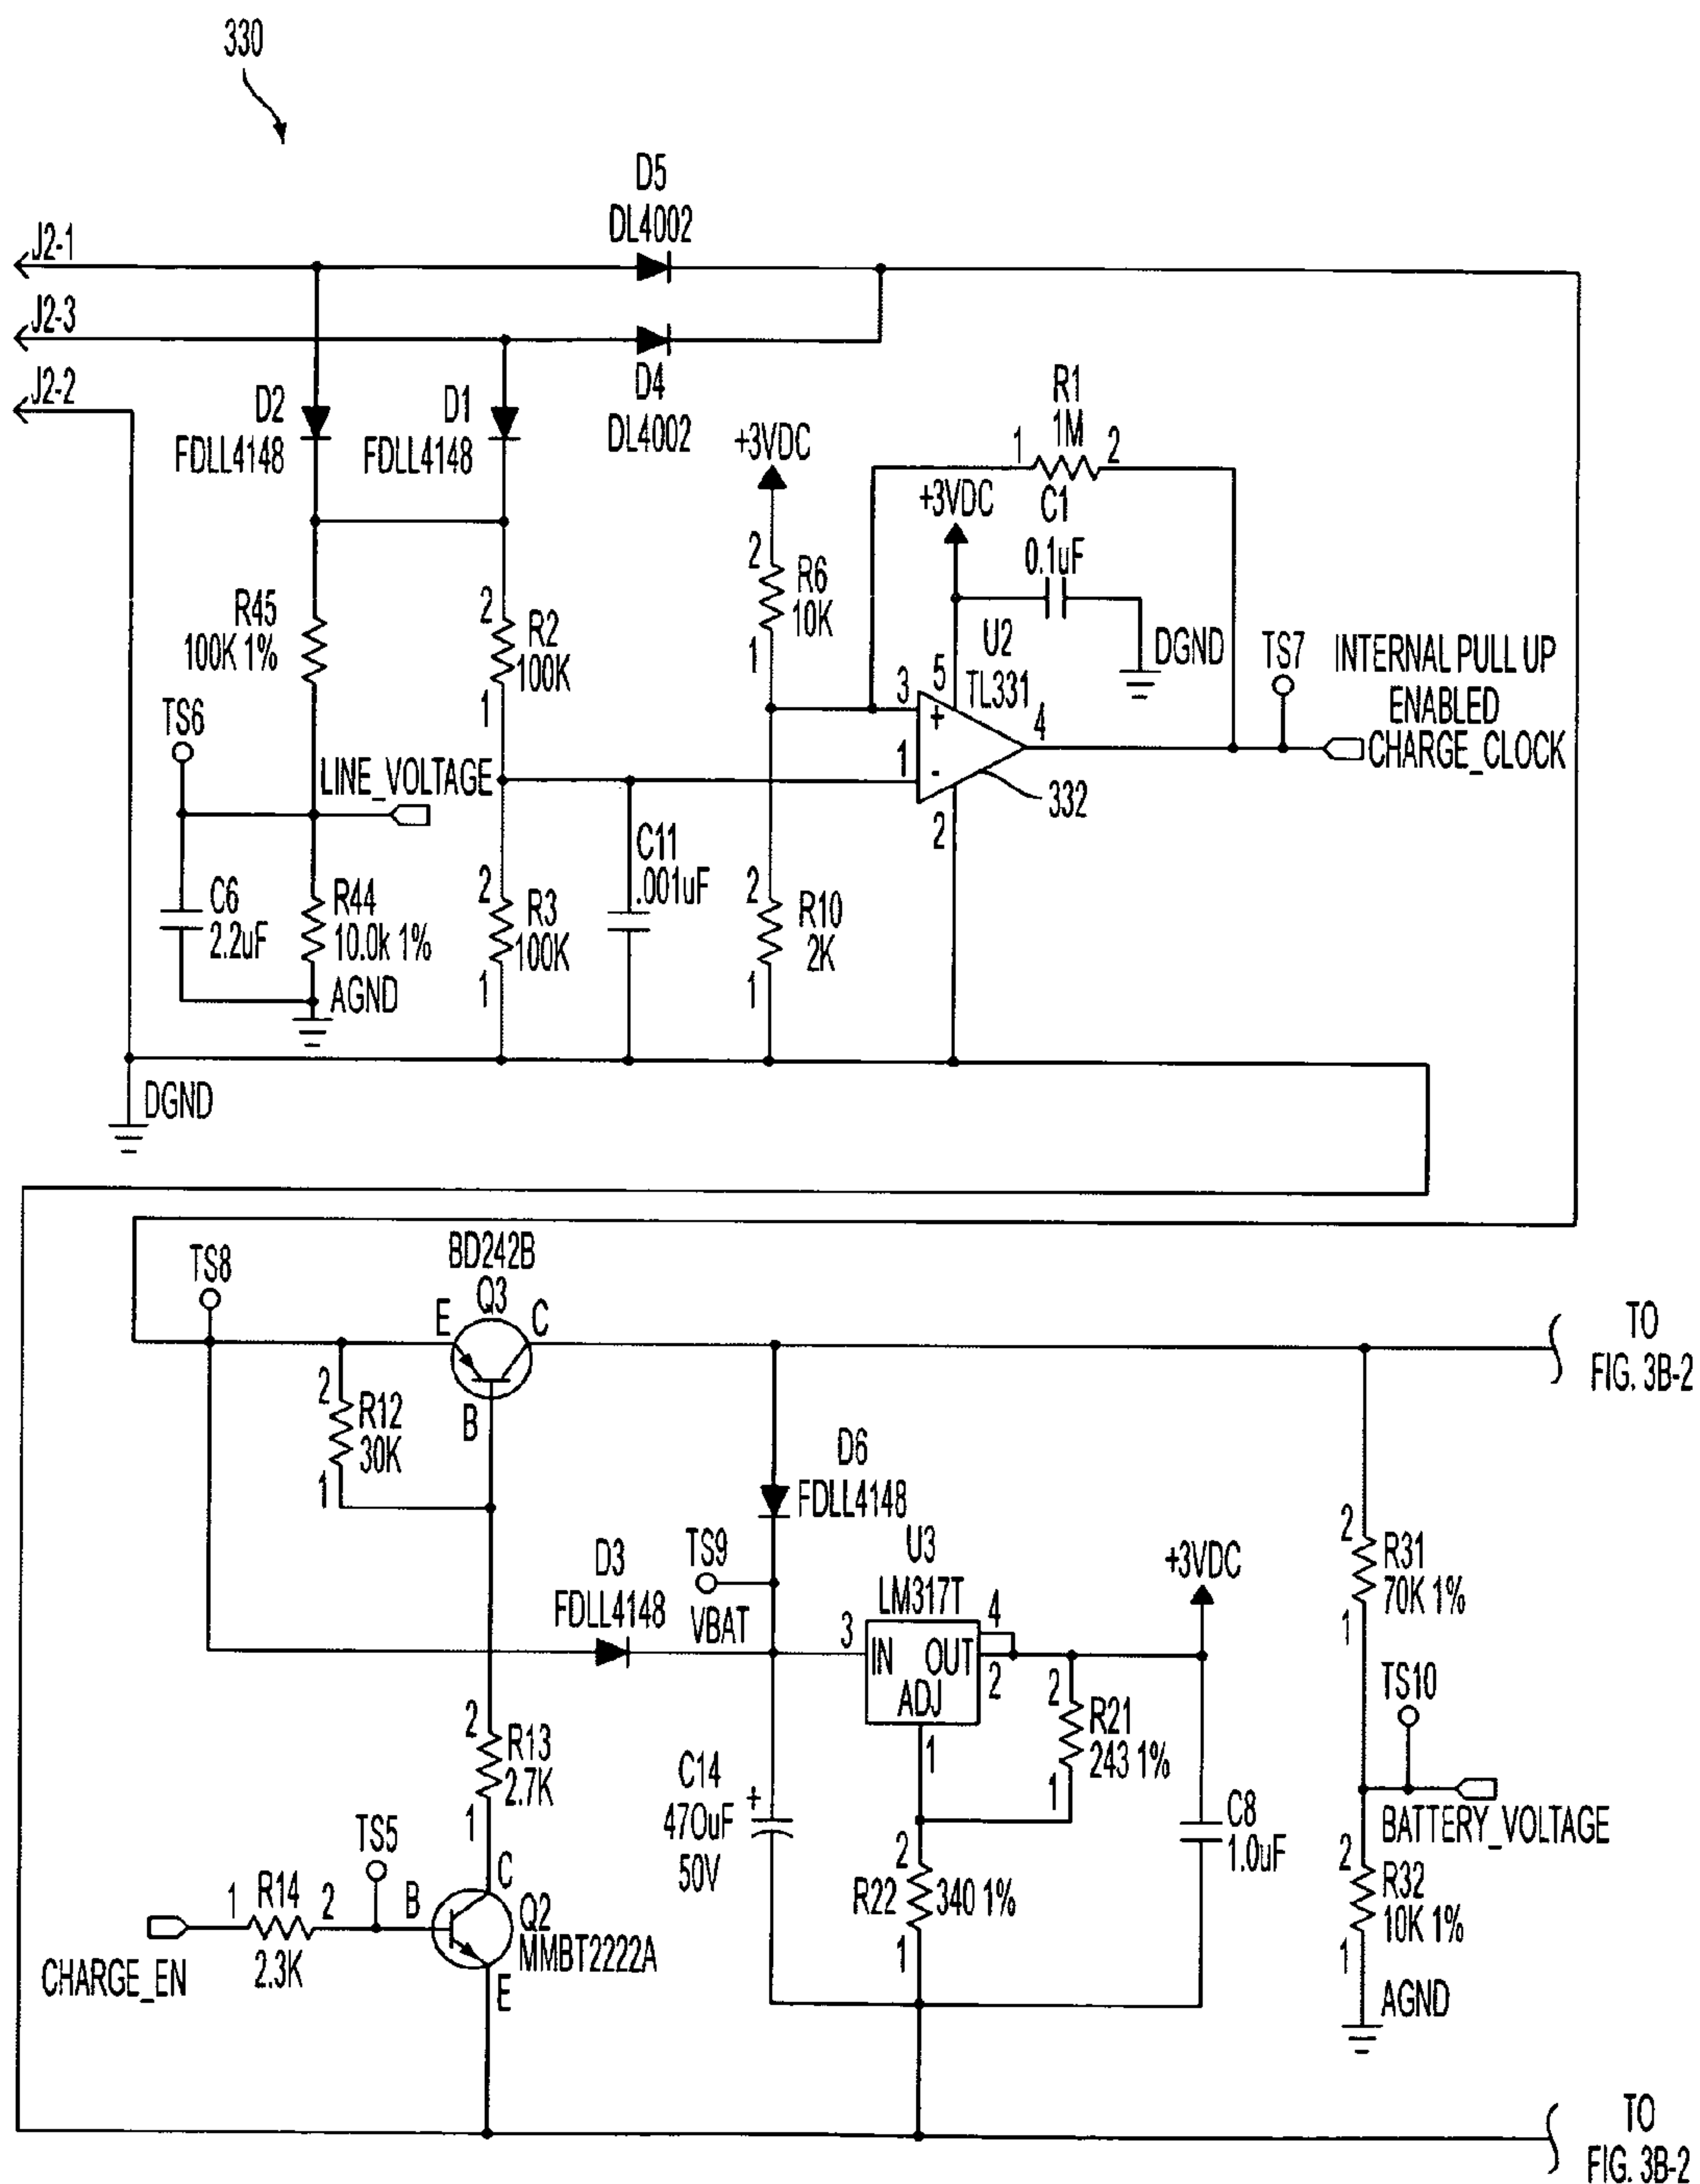 330
J2-1
D5
DL4002
J2-3
J2-2
D4
DL4002
D2
FDLL4148
D1
FDLL4148
+3VDC
R1
1M
1
2
+3VDC
C1
0.1uF
2
R6
10K
1
R45
100K 1%
2
R2
100K
1
U2
TL331
DGND
TS7
INTERNAL PULL UP
ENABLED
CHARGE_CLOCK
3
5
+
4
1
-
2
332
TS6
LINE_VOLTAGE
C6
2.2uF
R44
10.0k 1%
AGND
2
R3
100K
1
C11
.001uF
2
R10
2K
1
DGND
TS8
BD242B
Q3
E
C
B
TO
FIG. 3B-2
2
R12
30K
1
D6
FDLL4148
D3
FDLL4148
TS9
VBAT
U3
LM317T
3
IN
OUT
ADJ
4
2
1
+3VDC
2
R31
70K 1%
1
TS10
BATTERY_VOLTAGE
2
R13
2.7K
1
C14
470uF
50V
+
2
R21
243 1%
1
C8
1.0uF
2
R22
340 1%
1
2
R32
10K 1%
1
AGND
CHARGE_EN
1
R14
2
2.3K
TS5
B
C
Q2
MMBT2222A
E
TO
FIG. 3B-2